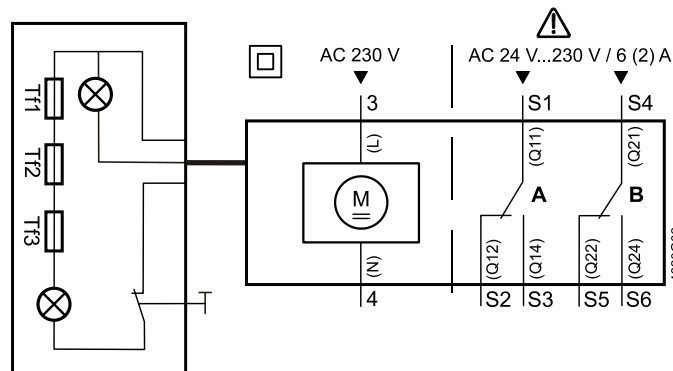 AC 230 V
AC 24 V...230 V / 6 (2) A
3
S1
S4
Tf1
Tf2
Tf3
(L)
(Q11)
(Q21)
M
A
B
(N)
(Q12)
(Q14)
(Q22)
(Q24)
4
S2
S3
S5
S6